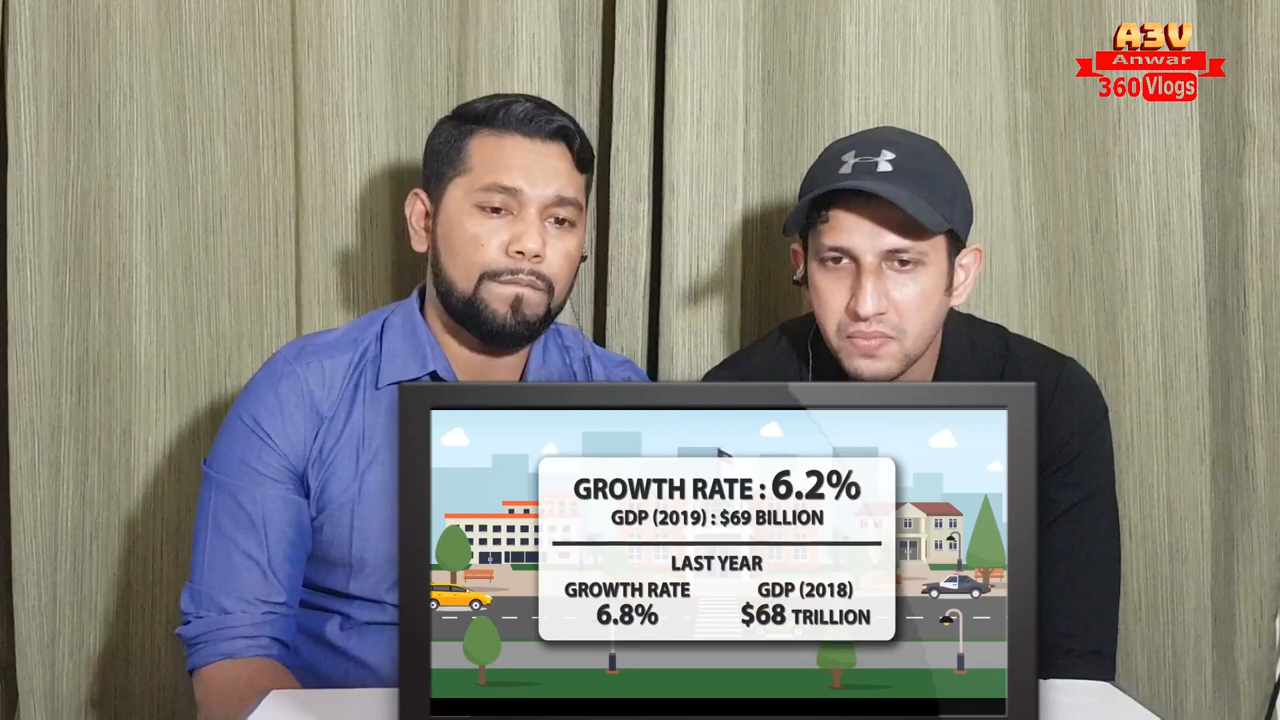 A3V
Anwar
360 Vlogs
GROWTH RATE : 6.2%
GDP (2019) : $69 BILLION
LAST YEAR
GROWTH RATE GDP (2018)
6.8% $68 TRILLION